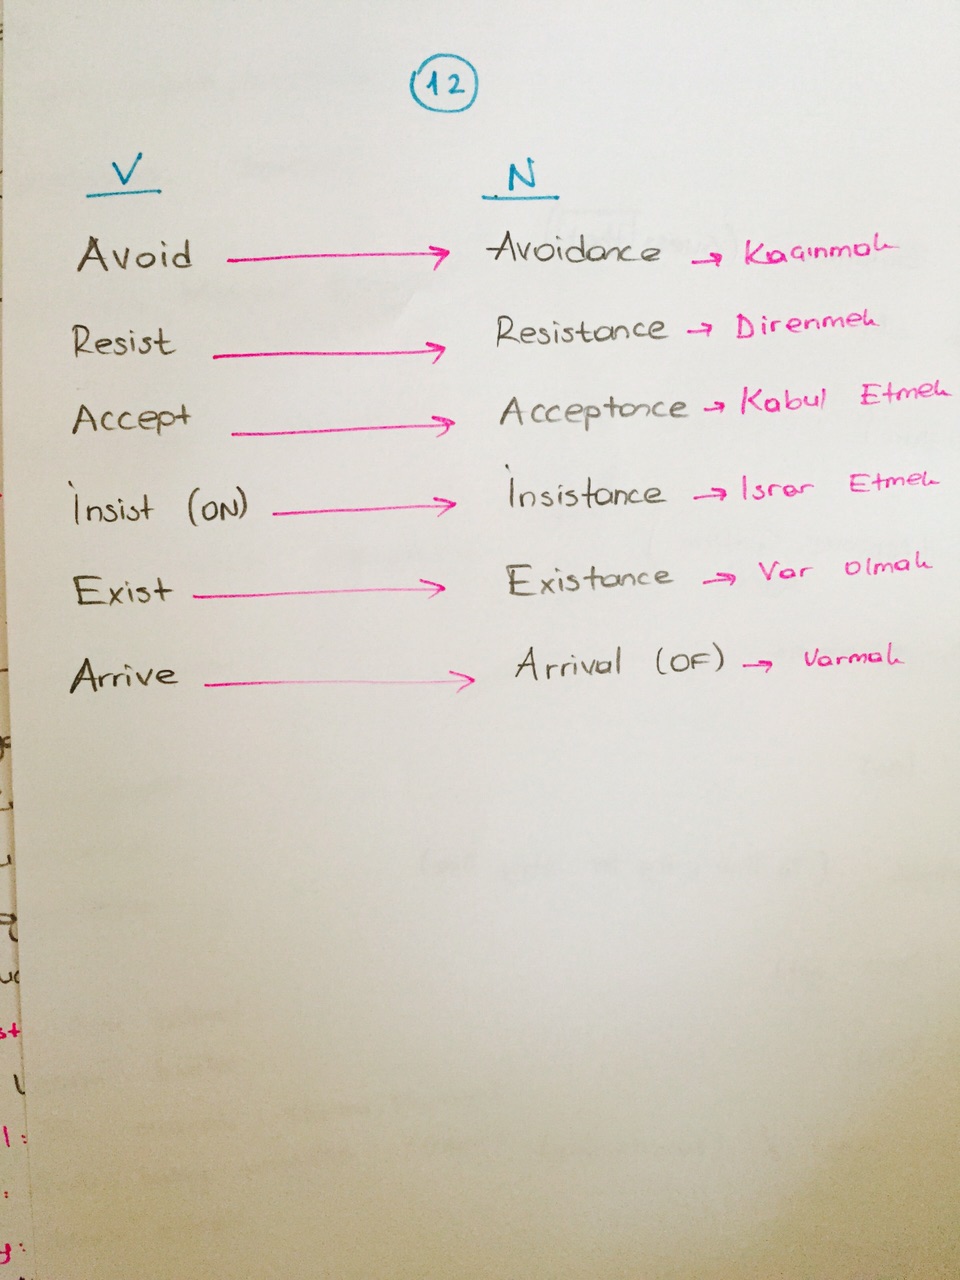 12
V N
Avoid → Avoidance → Kaçınmak
Resist → Resistance → Direnmek
Accept → Acceptance → Kabul Etmek
İnsist (ON) → İnsistance → Israr Etmek
Exist → Existance → Var olmak
Arrive → Arrival (OF) → Varmak